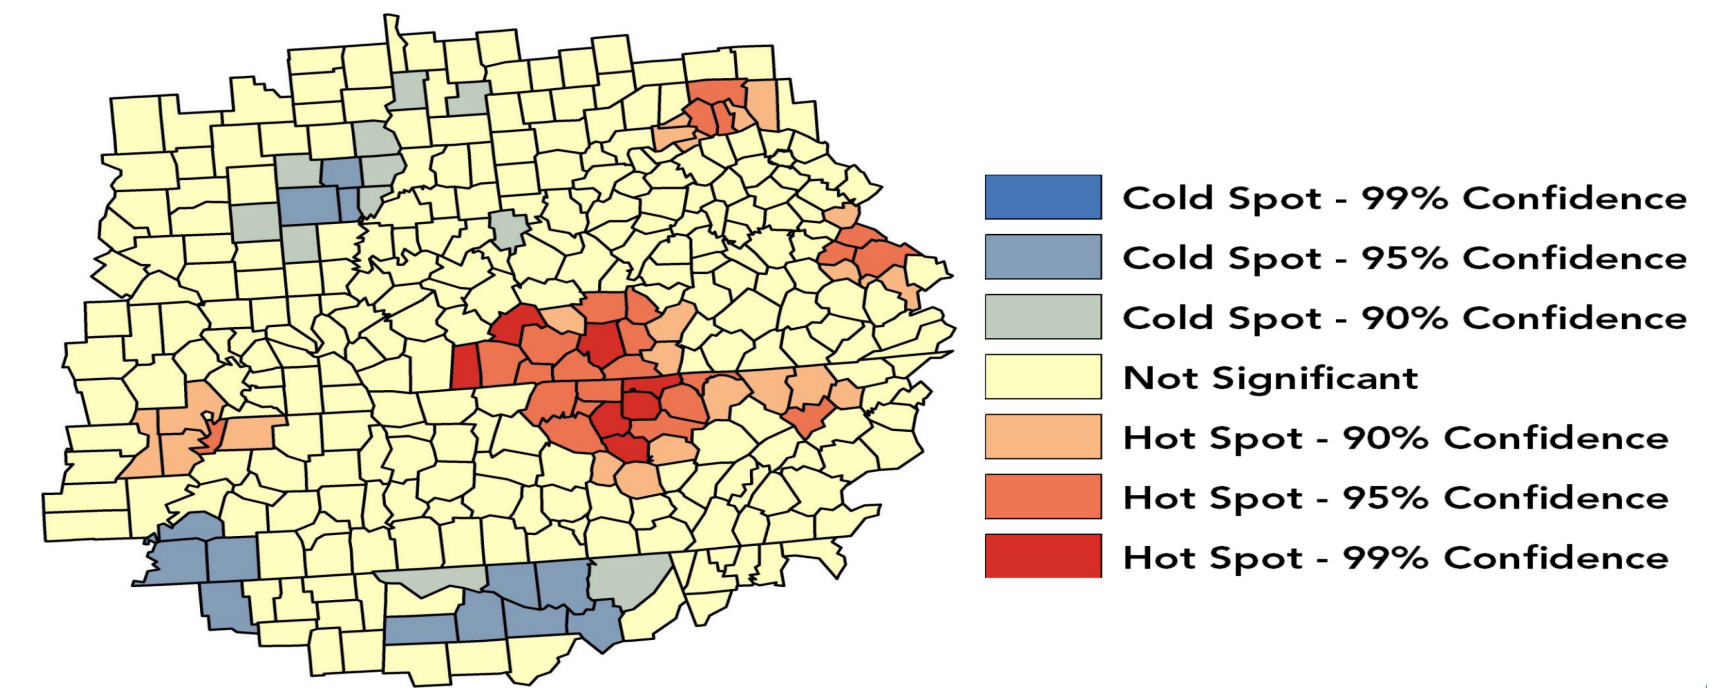 Cold Spot - 99% Confidence
Cold Spot - 95% Confidence
Cold Spot - 90% Confidence
Not Significant
Hot Spot - 90% Confidence
Hot Spot - 95% Confidence
Hot Spot - 99% Confidence